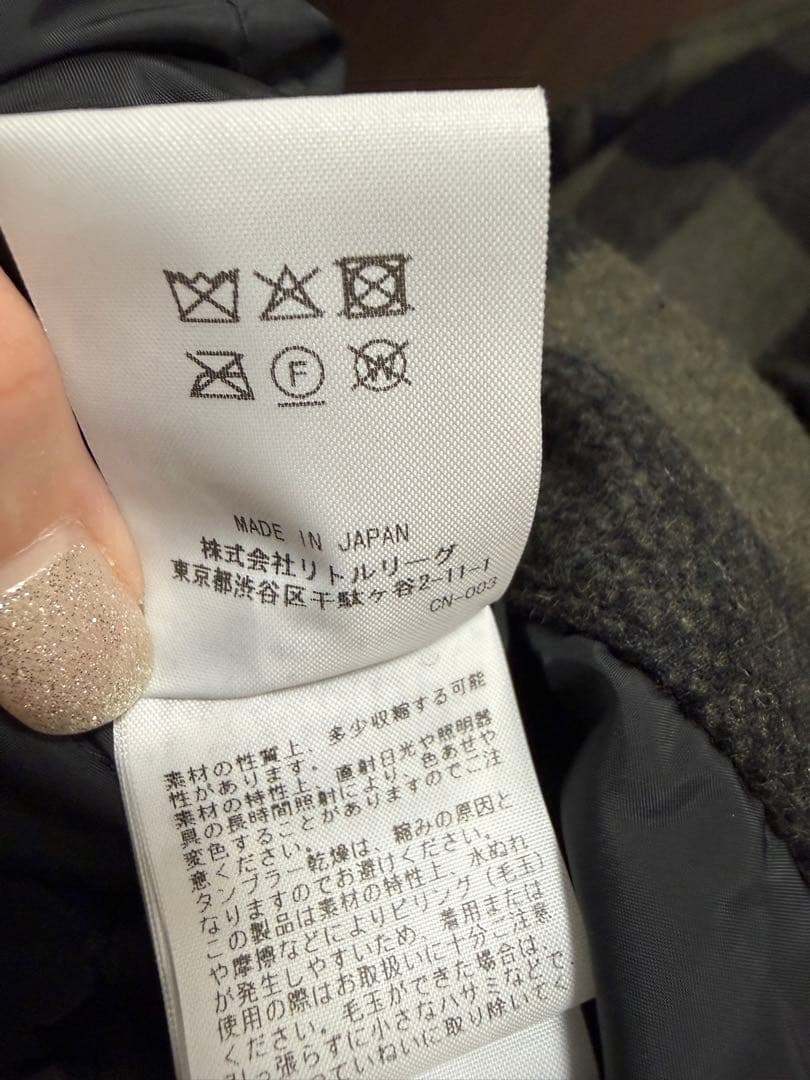 F
W
MADE IN JAPAN
株式会社リトルリーグ
東京都渋谷区千駄ヶ谷2-11-1
CN-003
素材の性質上、多少収縮する可能
性があります。
素材の特性上、直射日光や照明器
具の長時間照射により、色あせや
変色することがありますのでご注
意ください。
タンブラー乾燥は、縮みの原因と
なりますのでお避けください。
この製品は素材の特性上、水ぬれ
や摩擦などによりピリング（毛玉）
が発生しやすいため、着用または
使用の際はお取扱いに十分ご注意
ください。毛玉ができた場合は、
引っ張らずに小さなハサミなどで
ていねいに取り除いてく